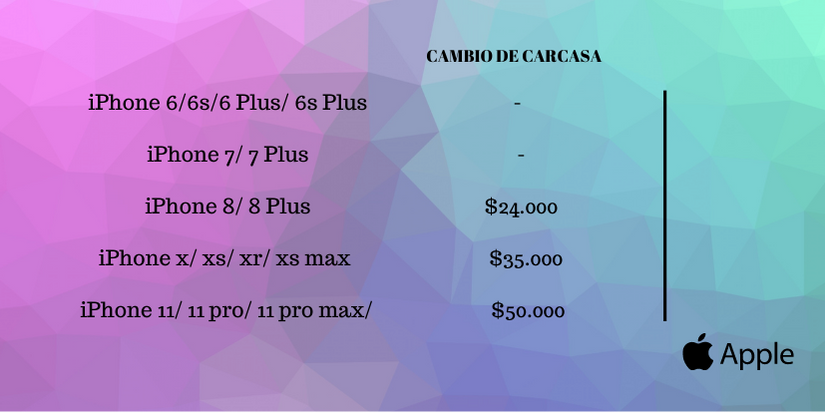 CAMBIO DE CARCASA
iPhone 6/6s/6 Plus/ 6s Plus -
iPhone 7/ 7 Plus -
iPhone 8/ 8 Plus $24.000
iPhone x/ xs/ xr/ xs max $35.000
iPhone 11/ 11 pro/ 11 pro max/ $50.000
Apple